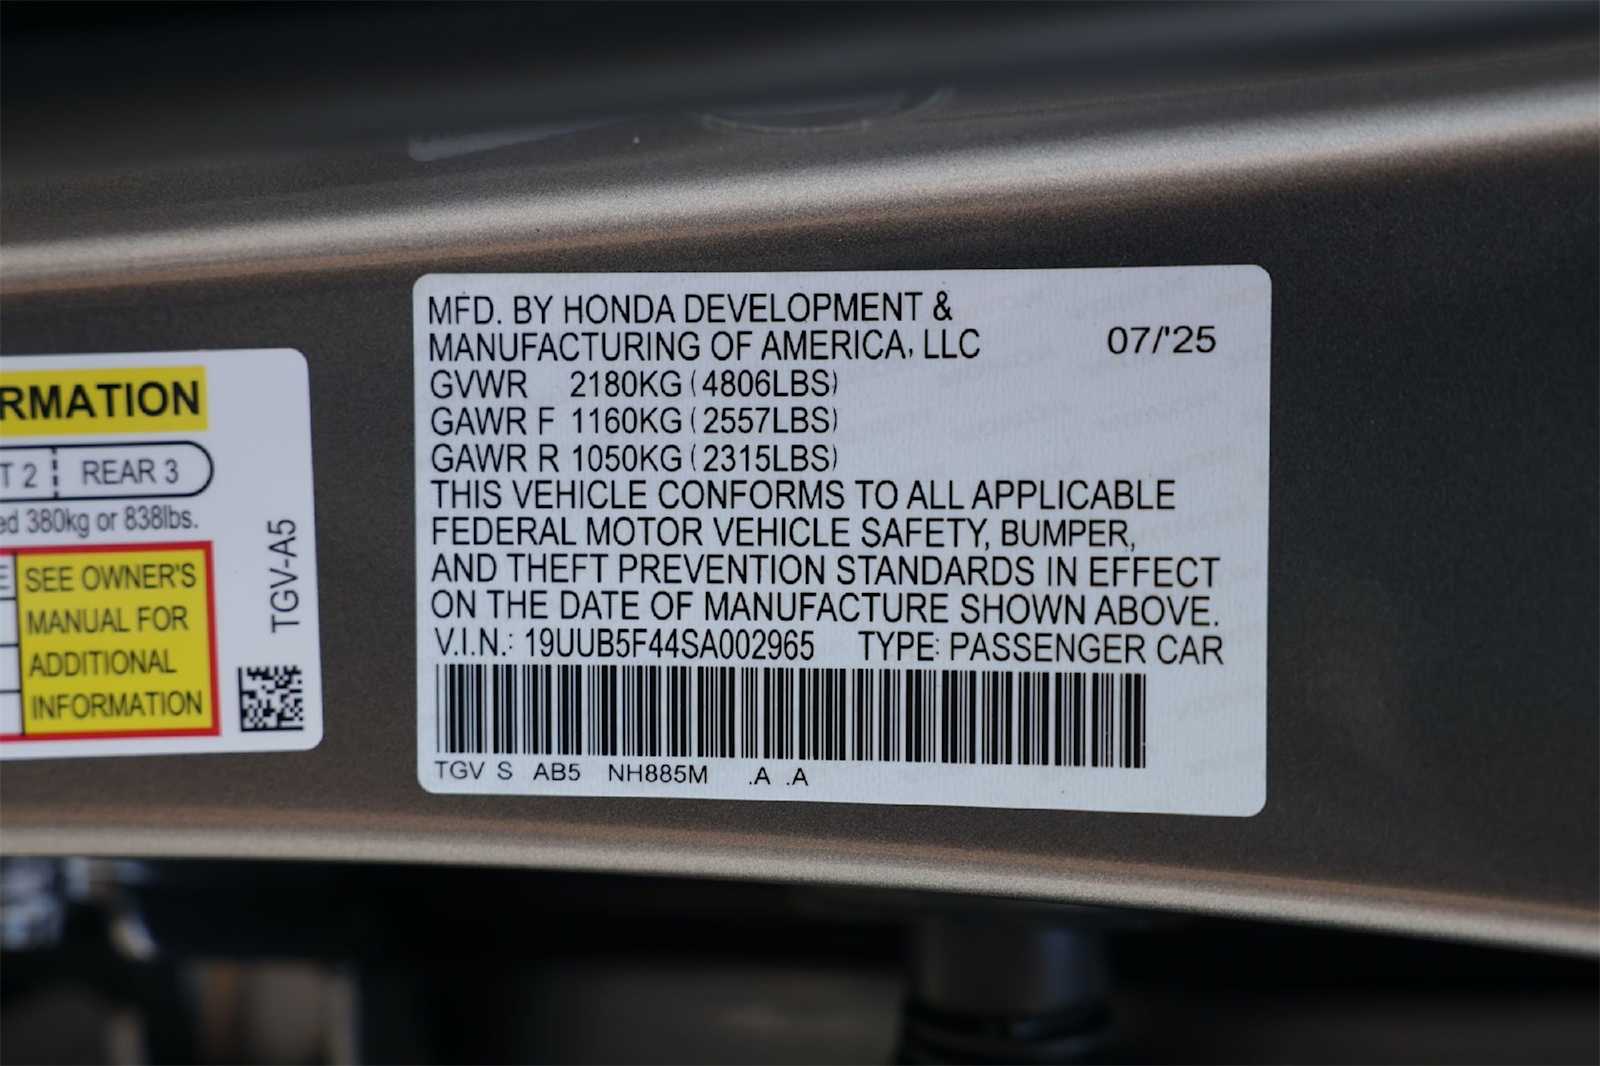 RMATION
T 2 REAR 3
ed 380kg or 838lbs.
E SEE OWNER'S
MANUAL FOR
ADDITIONAL
INFORMATION
TGV-A5
MFD. BY HONDA DEVELOPMENT &
MANUFACTURING OF AMERICA, LLC 07/'25
GVWR 2180KG (4806LBS)
GAWR F 1160KG (2557LBS)
GAWR R 1050KG (2315LBS)
THIS VEHICLE CONFORMS TO ALL APPLICABLE
FEDERAL MOTOR VEHICLE SAFETY, BUMPER,
AND THEFT PREVENTION STANDARDS IN EFFECT
ON THE DATE OF MANUFACTURE SHOWN ABOVE.
V.I.N.: 19UUB5F44SA002965 TYPE: PASSENGER CAR
TGV S AB5 NH885M .A .A